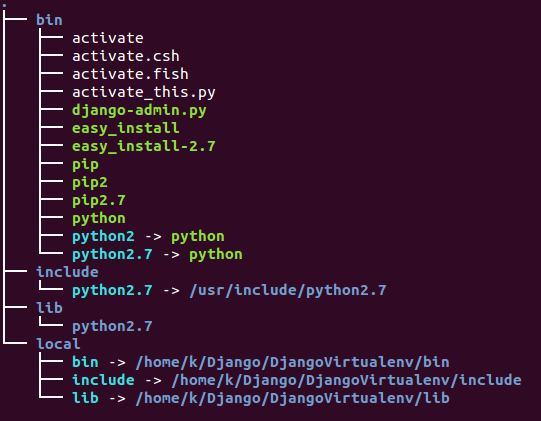 .
├── bin
│   ├── activate
│   ├── activate.csh
│   ├── activate.fish
│   ├── activate_this.py
│   ├── django-admin.py
│   ├── easy_install
│   ├── easy_install-2.7
│   ├── pip
│   ├── pip2
│   ├── pip2.7
│   ├── python
│   ├── python2 -> python
│   └── python2.7 -> python
├── include
│   └── python2.7 -> /usr/include/python2.7
├── lib
│   └── python2.7
└── local
    ├── bin -> /home/k/Django/DjangoVirtualenv/bin
    ├── include -> /home/k/Django/DjangoVirtualenv/include
    └── lib -> /home/k/Django/DjangoVirtualenv/lib